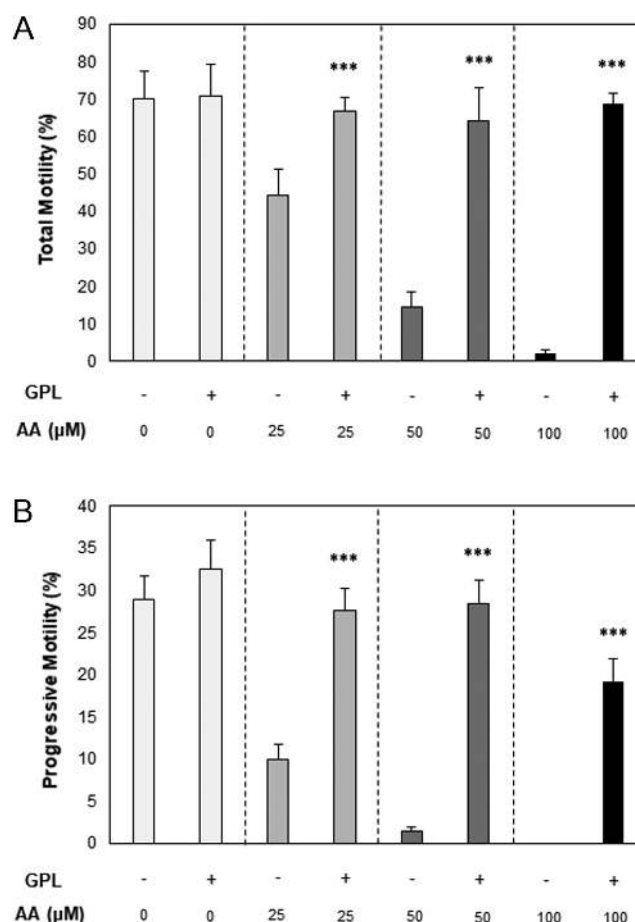 A
90
80
70
60
50
40
30
20
10
0
Total Motility (%)
*** *** ***
GPL - + - + - + - +
AA (µM) 0 0 25 25 50 50 100 100
B
40
35
30
25
20
15
10
5
0
Progressive Motility (%)
*** *** ***
GPL - + - + - + - +
AA (µM) 0 0 25 25 50 50 100 100